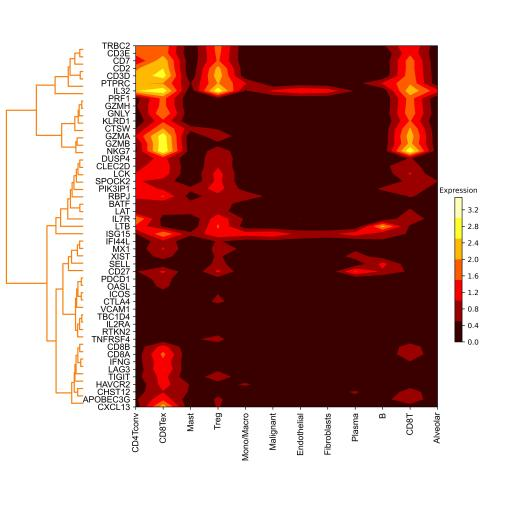 TRBC2
CD3E
CD7
CD2
CD3D
PTPRC
IL32
PRF1
GZMH
GNLY
KLRD1
CTSW
GZMA
GZMB
NKG7
DUSP4
CLEC2D
LCK
SPOCK2
PIK3IP1
RBPJ
BATF
LAT
IL7R
LTB
ISG15
IFI44L
MX1
XIST
SELL
CD27
PDCD1
OASL
ICOS
CTLA4
VCAM1
TBC1D4
IL2RA
RTKN2
TNFRSF4
CD8B
CD8A
IFNG
LAG3
TIGIT
HAVCR2
CHST12
APOBEC3G
CXCL13
CD4Tconv
CD8Tex
Mast
Treg
Mono/Macro
Malignant
Endothelial
Fibroblasts
Plasma
B
CD8T
Alveolar
Expression
3.2
2.8
2.4
2.0
1.6
1.2
0.8
0.4
0.0